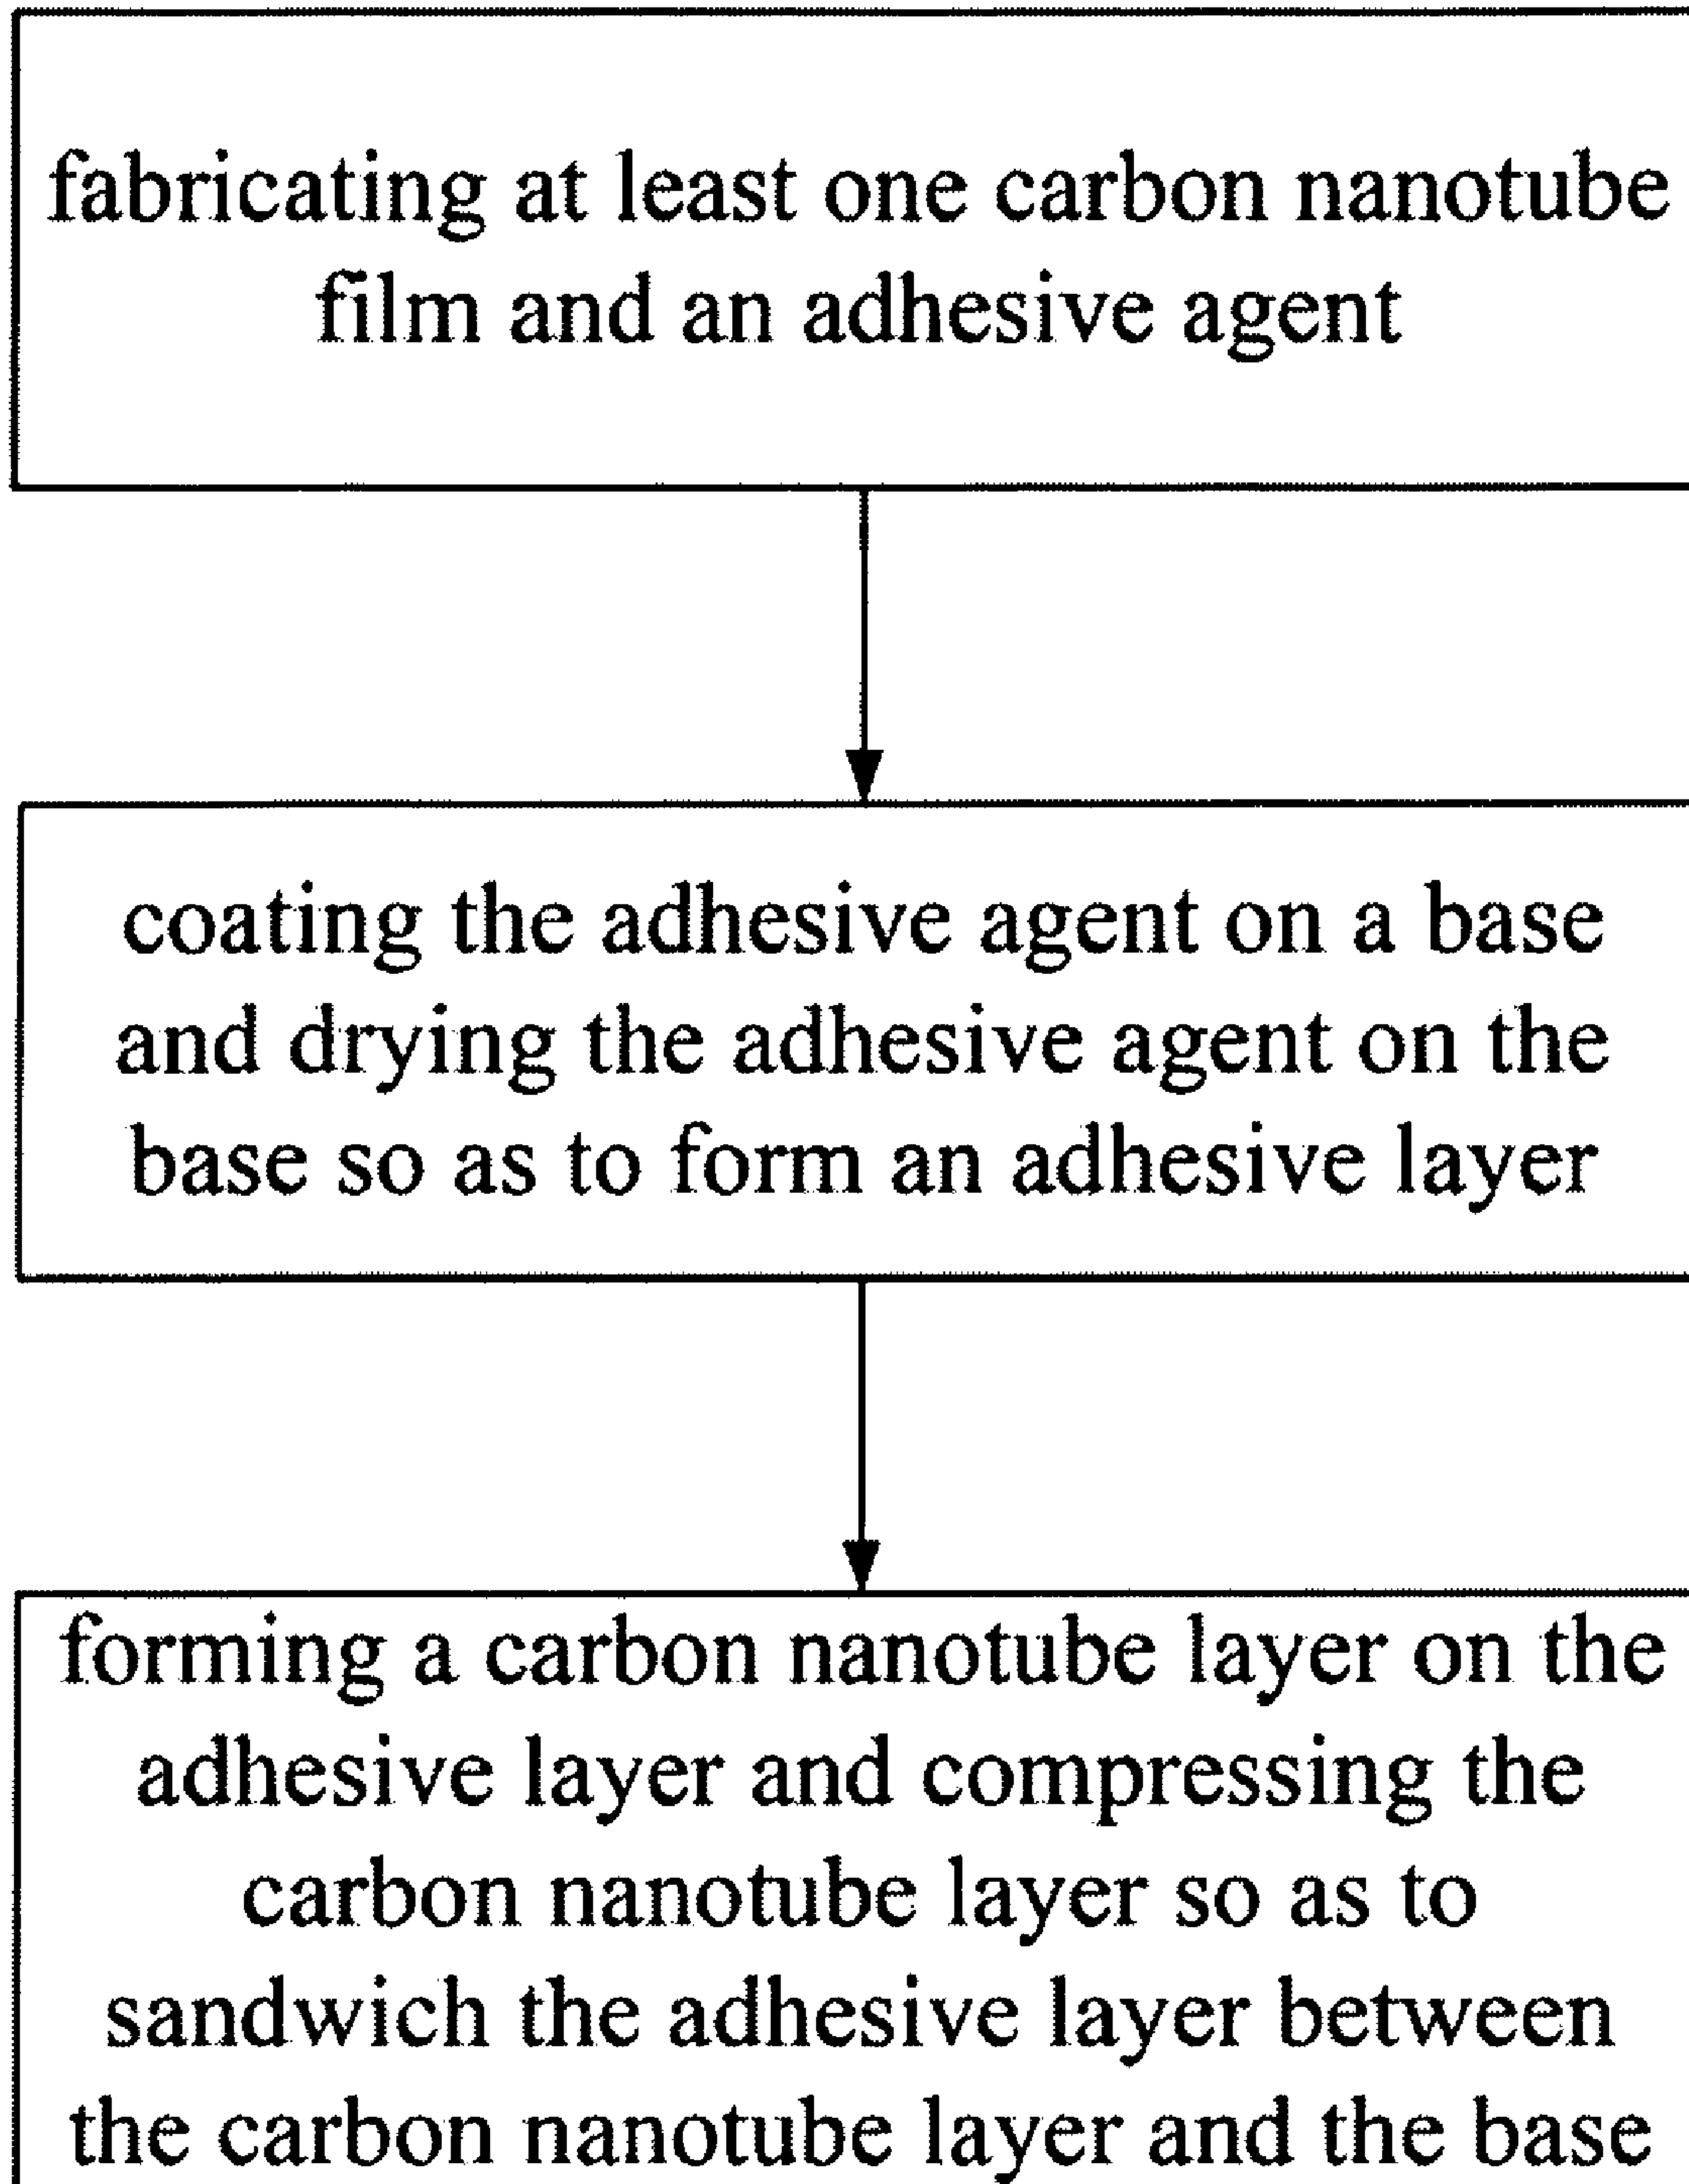 fabricating at least one carbon nanotube
film and an adhesive agent
coating the adhesive agent on a base
and drying the adhesive agent on the
base so as to form an adhesive layer
forming a carbon nanotube layer on the
adhesive layer and compressing the
carbon nanotube layer so as to
sandwich the adhesive layer between
the carbon nanotube layer and the base